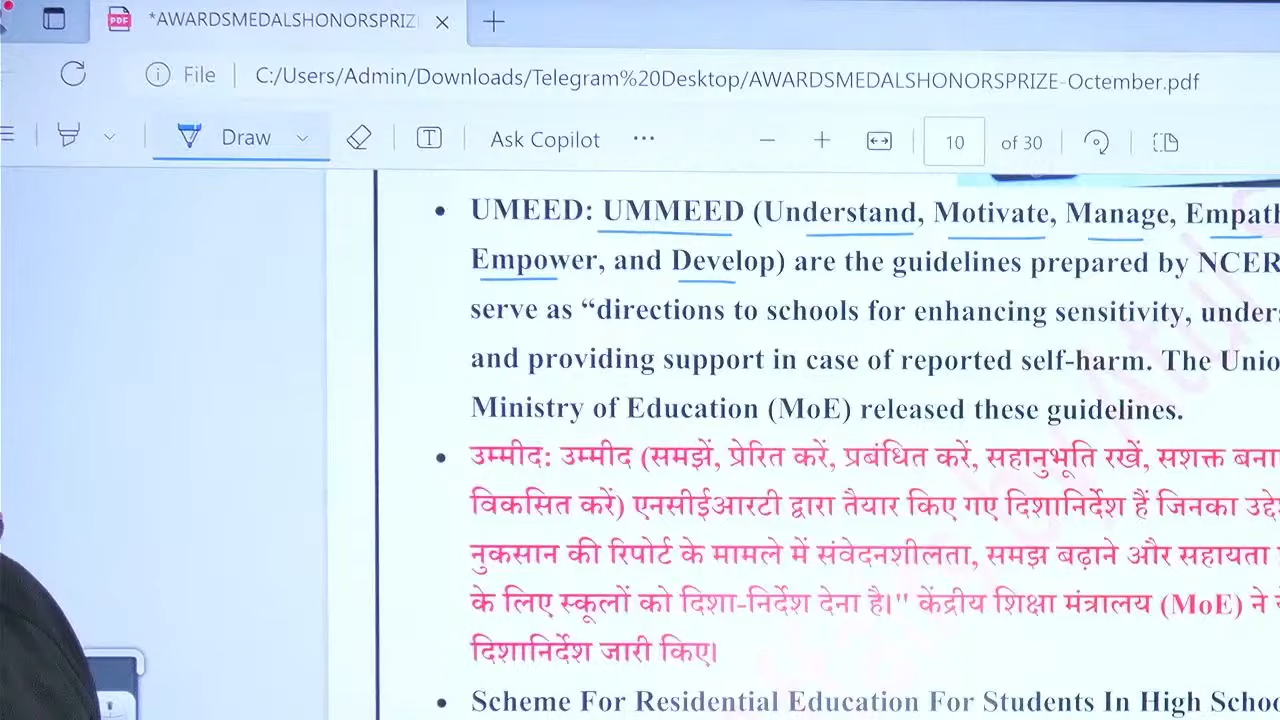 PDF *AWARDSMEDALSHONORSPRIZ
File C:/Users/Admin/Downloads/Telegram%20Desktop/AWARDSMEDALSHONORSPRIZE-Octember.pdf
Draw T Ask Copilot ... 10 of 30
• UMEED: UMMEED (Understand, Motivate, Manage, Empath
Empower, and Develop) are the guidelines prepared by NCER
serve as “directions to schools for enhancing sensitivity, unders
and providing support in case of reported self-harm. The Unio
Ministry of Education (MoE) released these guidelines.
• उम्मीद: उम्मीद (समझें, प्रेरित करें, प्रबंधित करें, सहानुभूति रखें, सशक्त बना
विकसित करें) एनसीईआरटी द्वारा तैयार किए गए दिशानिर्देश हैं जिनका उद्दे
नुकसान की रिपोर्ट के मामले में संवेदनशीलता, समझ बढ़ाने और सहायता
के लिए स्कूलों को दिशा-निर्देश देना है।" केंद्रीय शिक्षा मंत्रालय (MoE) ने
दिशानिर्देश जारी किए।
• Scheme For Residential Education For Students In High Schoo